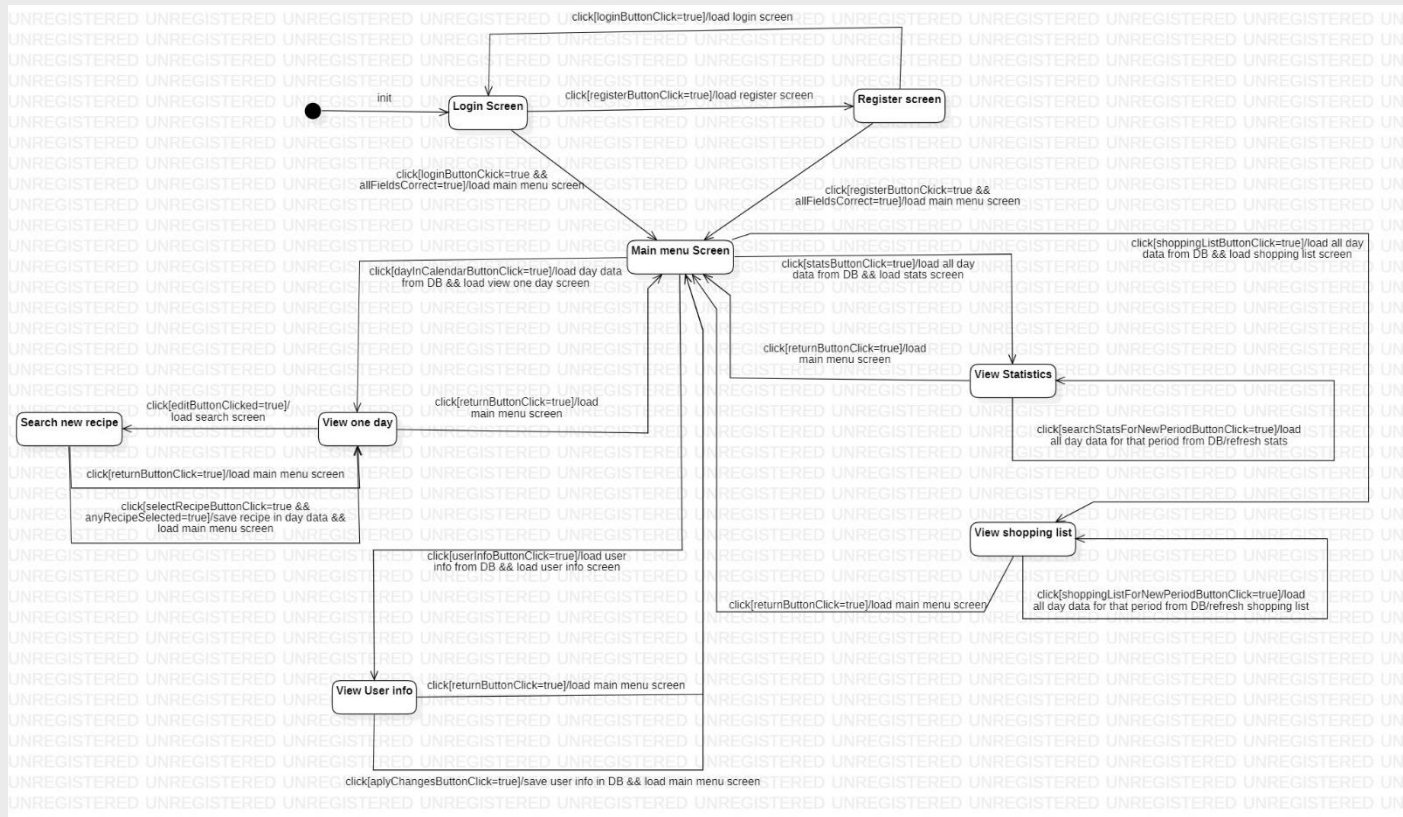 click[loginButtonClick=true]/load login screen
init
Login Screen
click[registerButtonClick=true]/load register screen
Register screen
click[loginButtonCkick=true &&
allFieldsCorrect=true]/load main menu screen
click[registerButtonCkick=true &&
allFieldsCorrect=true]/load main menu screen
Main menu Screen
click[shoppingListButtonClick=true]/load all day
data from DB && load shopping list screen
click[dayInCalendarButtonClick=true]/load day data
from DB && load view one day screen
click[statsButtonClick=true]/load all day
data from DB && load stats screen
click[returnButtonClick=true]/load
main menu screen
View Statistics
click[editButtonClicked=true]/
load search screen
click[returnButtonClick=true]/load
main menu screen
Search new recipe
View one day
click[searchStatsForNewPeriodButtonClick=true]/load
all day data for that period from DB/refresh stats
click[returnButtonClick=true]/load main menu screen
click[selectRecipeButtonClick=true &&
anyRecipeSelected=true]/save recipe in day data &&
load main menu screen
View shopping list
click[userInfoButtonClick=true]/load user
info from DB && load user info screen
click[returnButtonClick=true]/load main menu screen
click[shoppingListForNewPeriodButtonClick=true]/load
all day data for that period from DB/refresh shopping list
View User info
click[returnButtonClick=true]/load main menu screen
click[aplyChangesButtonClick=true]/save user info in DB && load main menu screen
UNREGISTERED